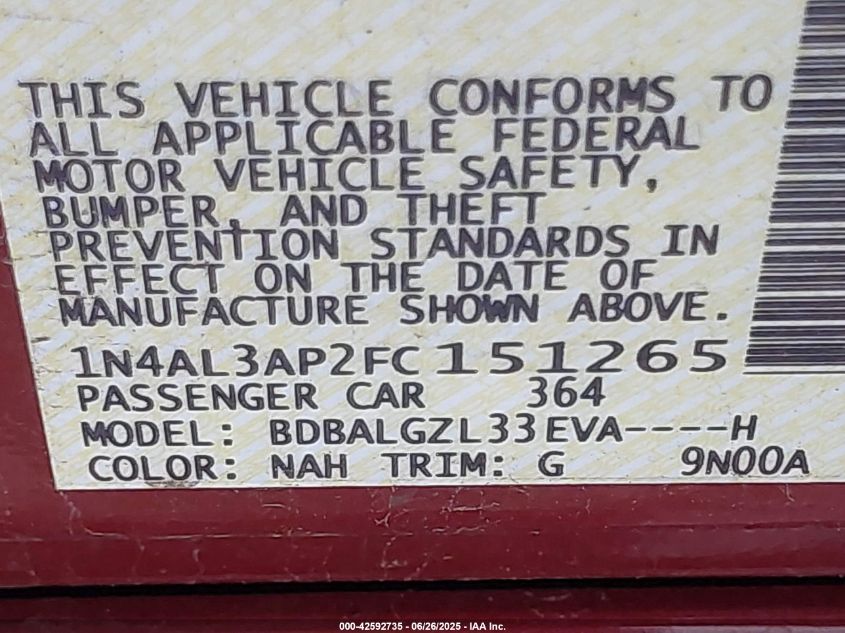 THIS VEHICLE CONFORMS TO
ALL APPLICABLE FEDERAL
MOTOR VEHICLE SAFETY,
BUMPER, AND THEFT
PREVENTION STANDARDS IN
EFFECT ON THE DATE OF
MANUFACTURE SHOWN ABOVE.
1N4AL3AP2FC151265
PASSENGER CAR 364
MODEL: BDBALGZL33EVA----H
COLOR: NAH TRIM: G 9N00A
000-42592735 - 06/26/2025 - IAA Inc.